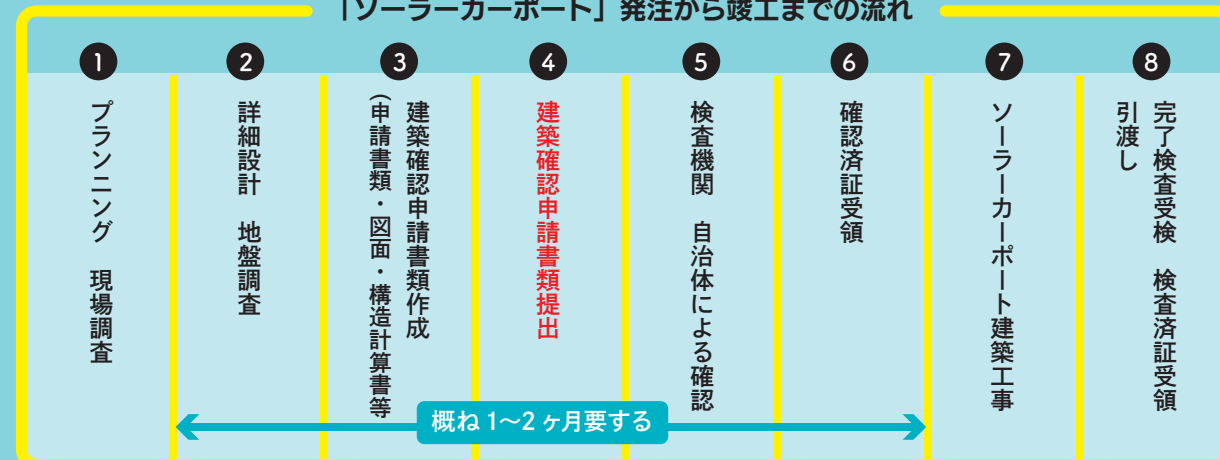 「ソーラーカーポート」発注から竣工までの流れ
1
プランニング　現場調査
2
詳細設計　地盤調査
3
建築確認申請書類作成
（申請書類・図面・構造計算書等
4
建築確認申請書類提出
5
検査機関　自治体による確認
6
確認済証受領
7
ソーラーカーポート建築工事
8
完了検査受検　検査済証受領
引渡し
概ね 1〜2 ヶ月要する